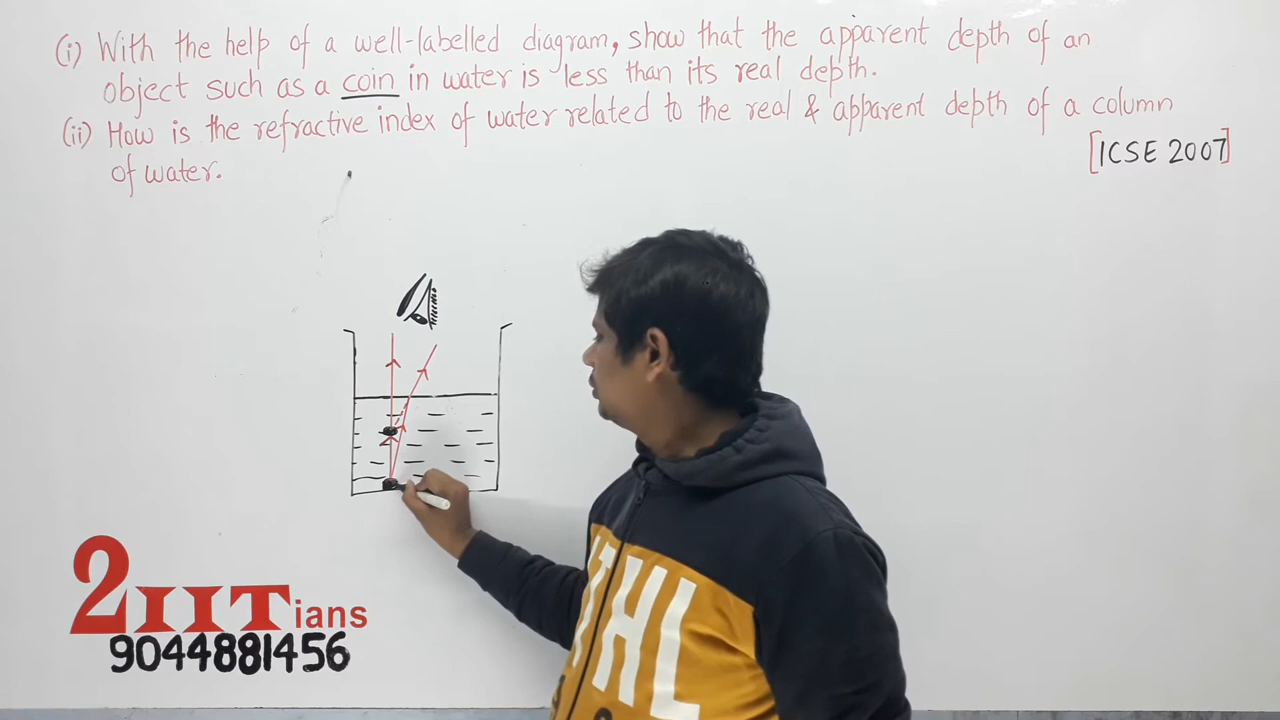 (i) With the help of a well-labelled diagram, show that the apparent depth of an
object such as a coin in water is less than its real depth.
(ii) How is the refractive index of water related to the real & apparent depth of a column
of water.
[ICSE 2007]
2IITians
9044881456
THL